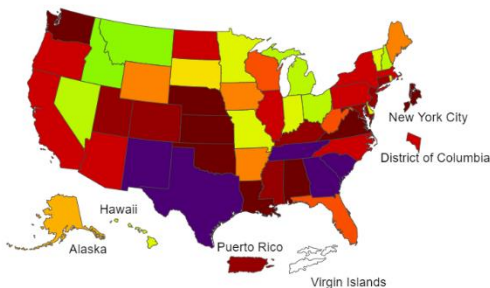 New York City
District of Columbia
Hawaii
Alaska
Puerto Rico
Virgin Islands